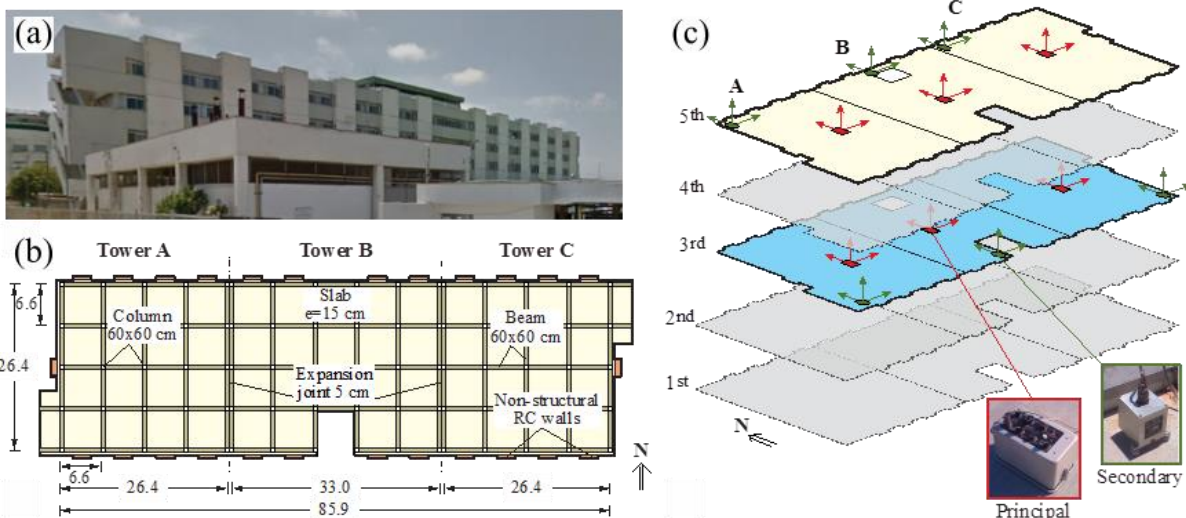 (a)
(b)
Tower A
Tower B
Tower C
6.6
26.4
Column
60x60 cm
Slab
e=15 cm
Beam
60x60 cm
Expansion
joint 5 cm
Non-structural
RC walls
N
6.6
26.4
33.0
26.4
85.9
(c)
A
B
C
5th
4th
3rd
2nd
1st
N
Principal
Secondary